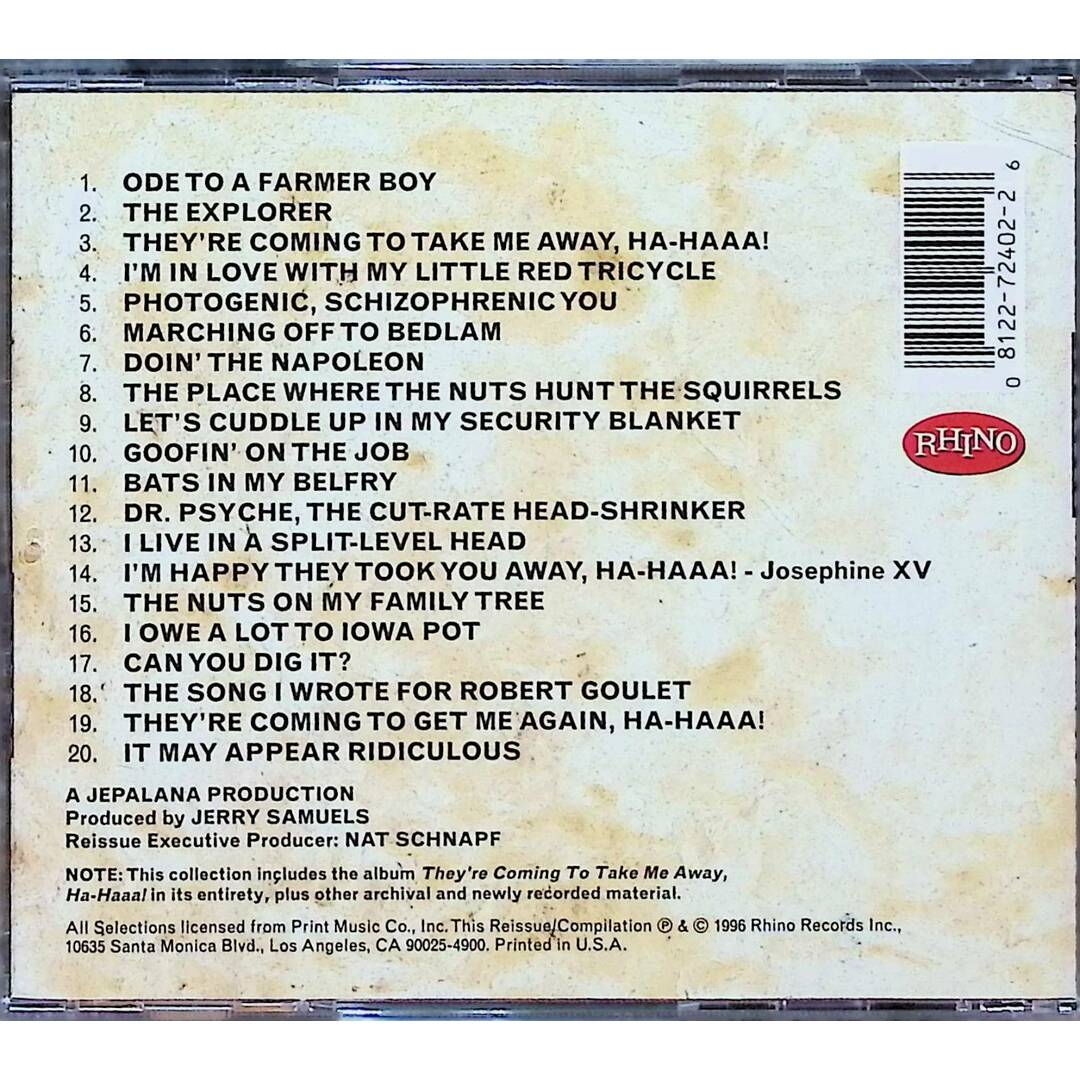 1. ODE TO A FARMER BOY
2. THE EXPLORER
3. THEY'RE COMING TO TAKE ME AWAY, HA-HAAA!
4. I'M IN LOVE WITH MY LITTLE RED TRICYCLE
5. PHOTOGENIC, SCHIZOPHRENIC YOU
6. MARCHING OFF TO BEDLAM
7. DOIN' THE NAPOLEON
8. THE PLACE WHERE THE NUTS HUNT THE SQUIRRELS
9. LET'S CUDDLE UP IN MY SECURITY BLANKET
10. GOOFIN' ON THE JOB
11. BATS IN MY BELFRY
12. DR. PSYCHE, THE CUT-RATE HEAD-SHRINKER
13. I LIVE IN A SPLIT-LEVEL HEAD
14. I'M HAPPY THEY TOOK YOU AWAY, HA-HAAA! - Josephine XV
15. THE NUTS ON MY FAMILY TREE
16. I OWE A LOT TO IOWA POT
17. CAN YOU DIG IT?
18. THE SONG I WROTE FOR ROBERT GOULET
19. THEY'RE COMING TO GET ME AGAIN, HA-HAAA!
20. IT MAY APPEAR RIDICULOUS
A JEPALANA PRODUCTION
Produced by JERRY SAMUELS
Reissue Executive Producer: NAT SCHNAPF
NOTE: This collection includes the album They're Coming To Take Me Away,
Ha-Haaa! in its entirety, plus other archival and newly recorded material.
All Selections licensed from Print Music Co., Inc. This Reissue/Compilation ℗ & © 1996 Rhino Records Inc.,
10635 Santa Monica Blvd., Los Angeles, CA 90025-4900. Printed in U.S.A.
0 8122-72402-2 6
RHINO